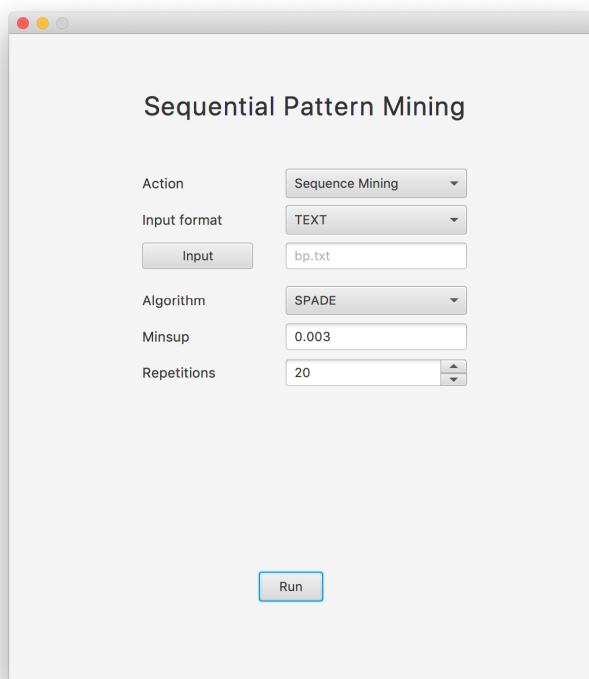 Sequential Pattern Mining
Action Sequence Mining
Input format TEXT
Input bp.txt
Algorithm SPADE
Minsup 0.003
Repetitions 20
Run